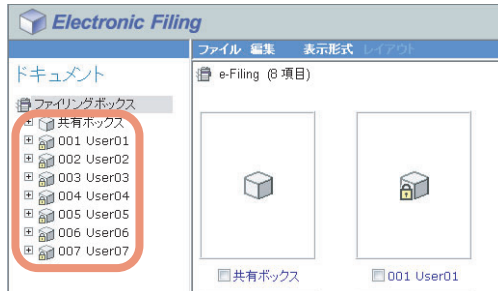 Electronic Filing
ファイル 編集 表示形式 レイアウト
ドキュメント
ファイリングボックス
共有ボックス
001 User01
002 User02
003 User03
004 User04
005 User05
006 User06
007 User07
e-Filing (8 項目)
共有ボックス
001 User01